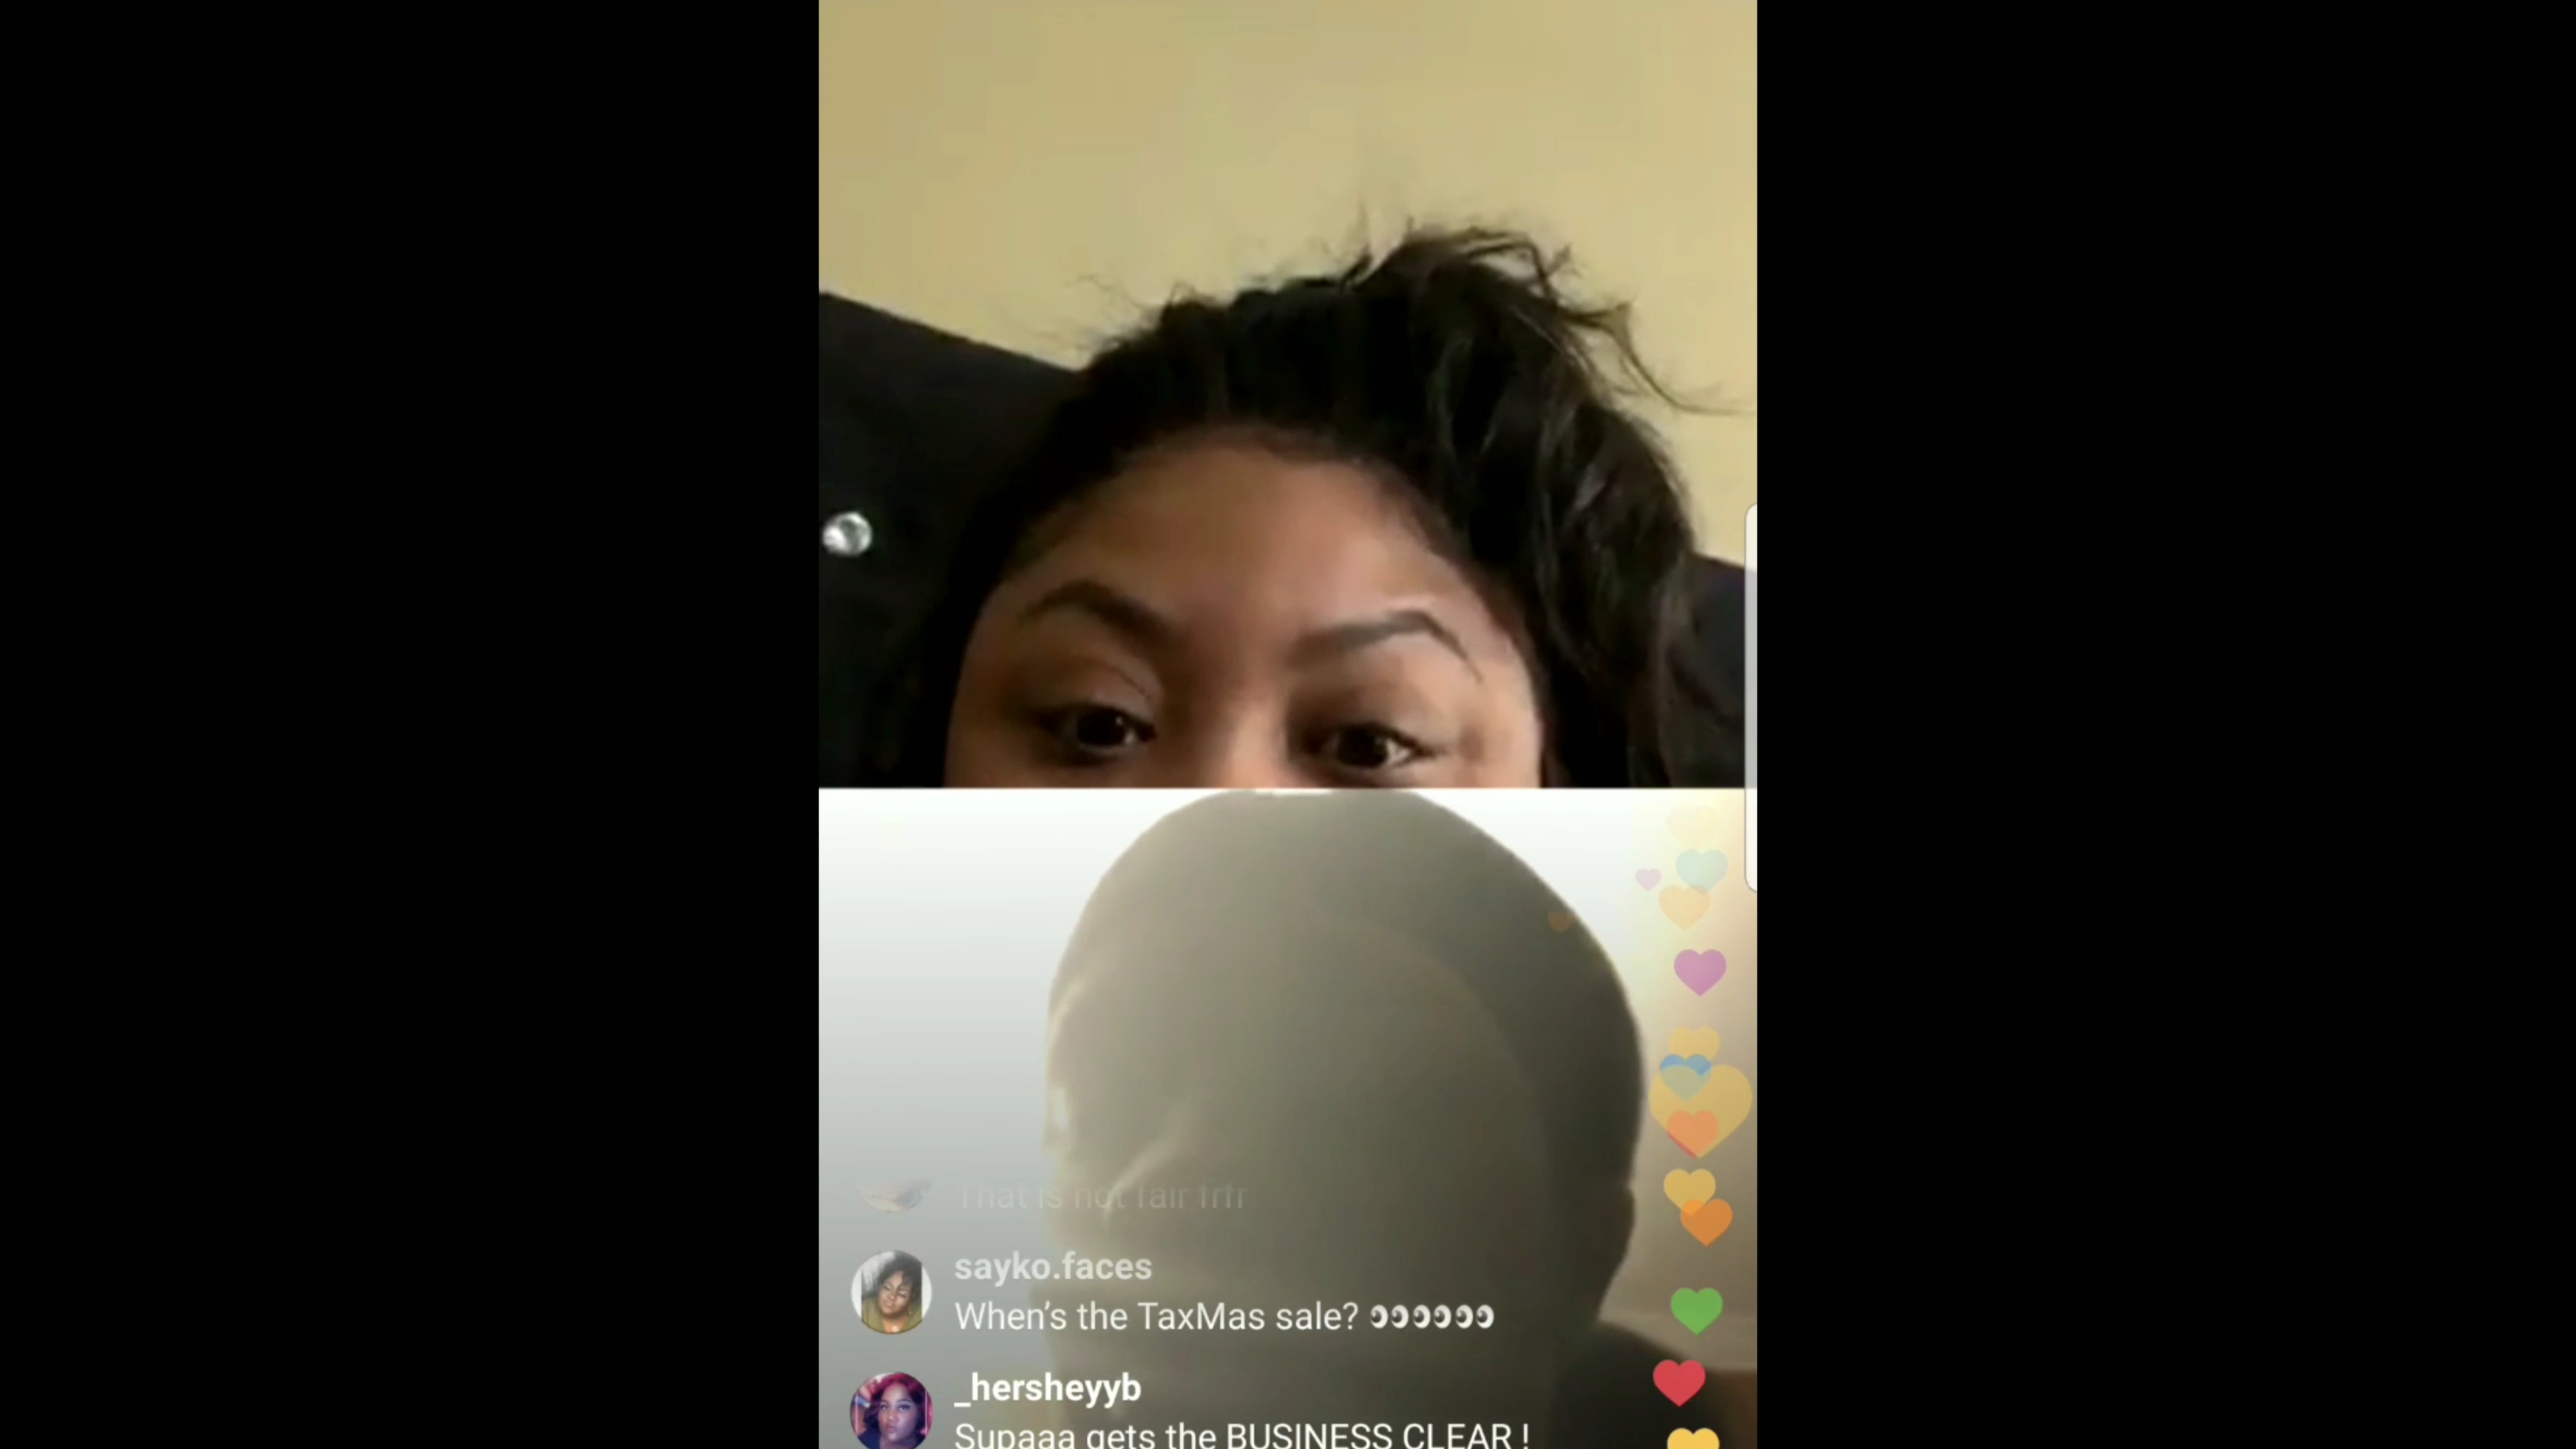 That is not fair frfr
sayko.faces
When's the TaxMas sale? 👀👀👀
_hersheyyb
Supaaa gets the BUSINESS CLEAR !